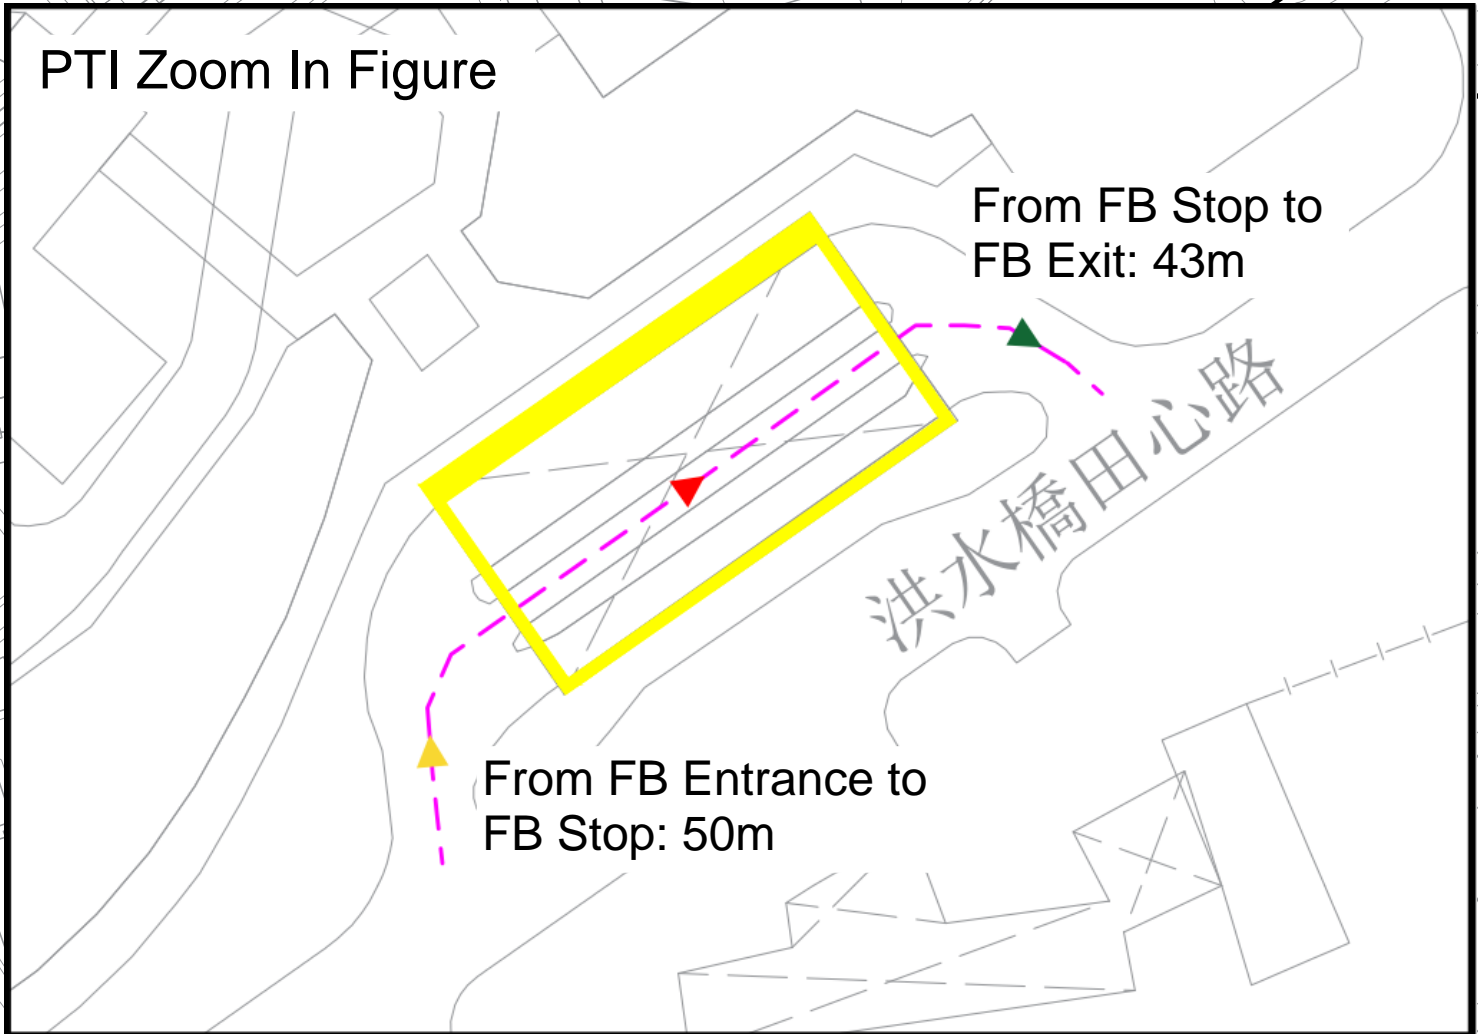 PTI Zoom In Figure
From FB Stop to
FB Exit: 43m
洪水橋田心路
From FB Entrance to
FB Stop: 50m